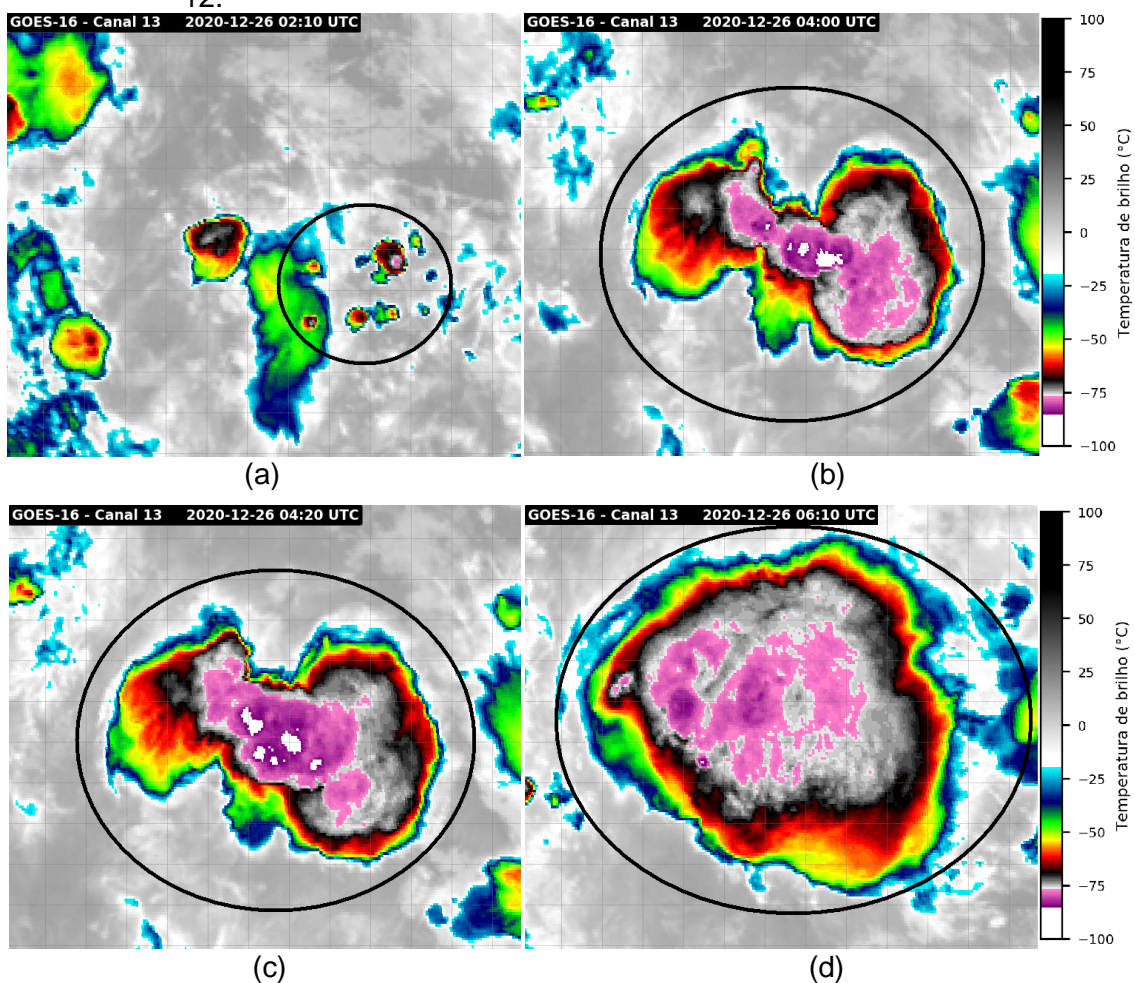 12.
GOES-16 - Canal 13 2020-12-26 02:10 UTC
GOES-16 - Canal 13 2020-12-26 04:00 UTC
100
75
50
25
0
−25
−50
−75
−100
Temperatura de brilho (°C)
(a)
(b)
GOES-16 - Canal 13 2020-12-26 04:20 UTC
GOES-16 - Canal 13 2020-12-26 06:10 UTC
100
75
50
25
0
−25
−50
−75
−100
Temperatura de brilho (°C)
(c)
(d)